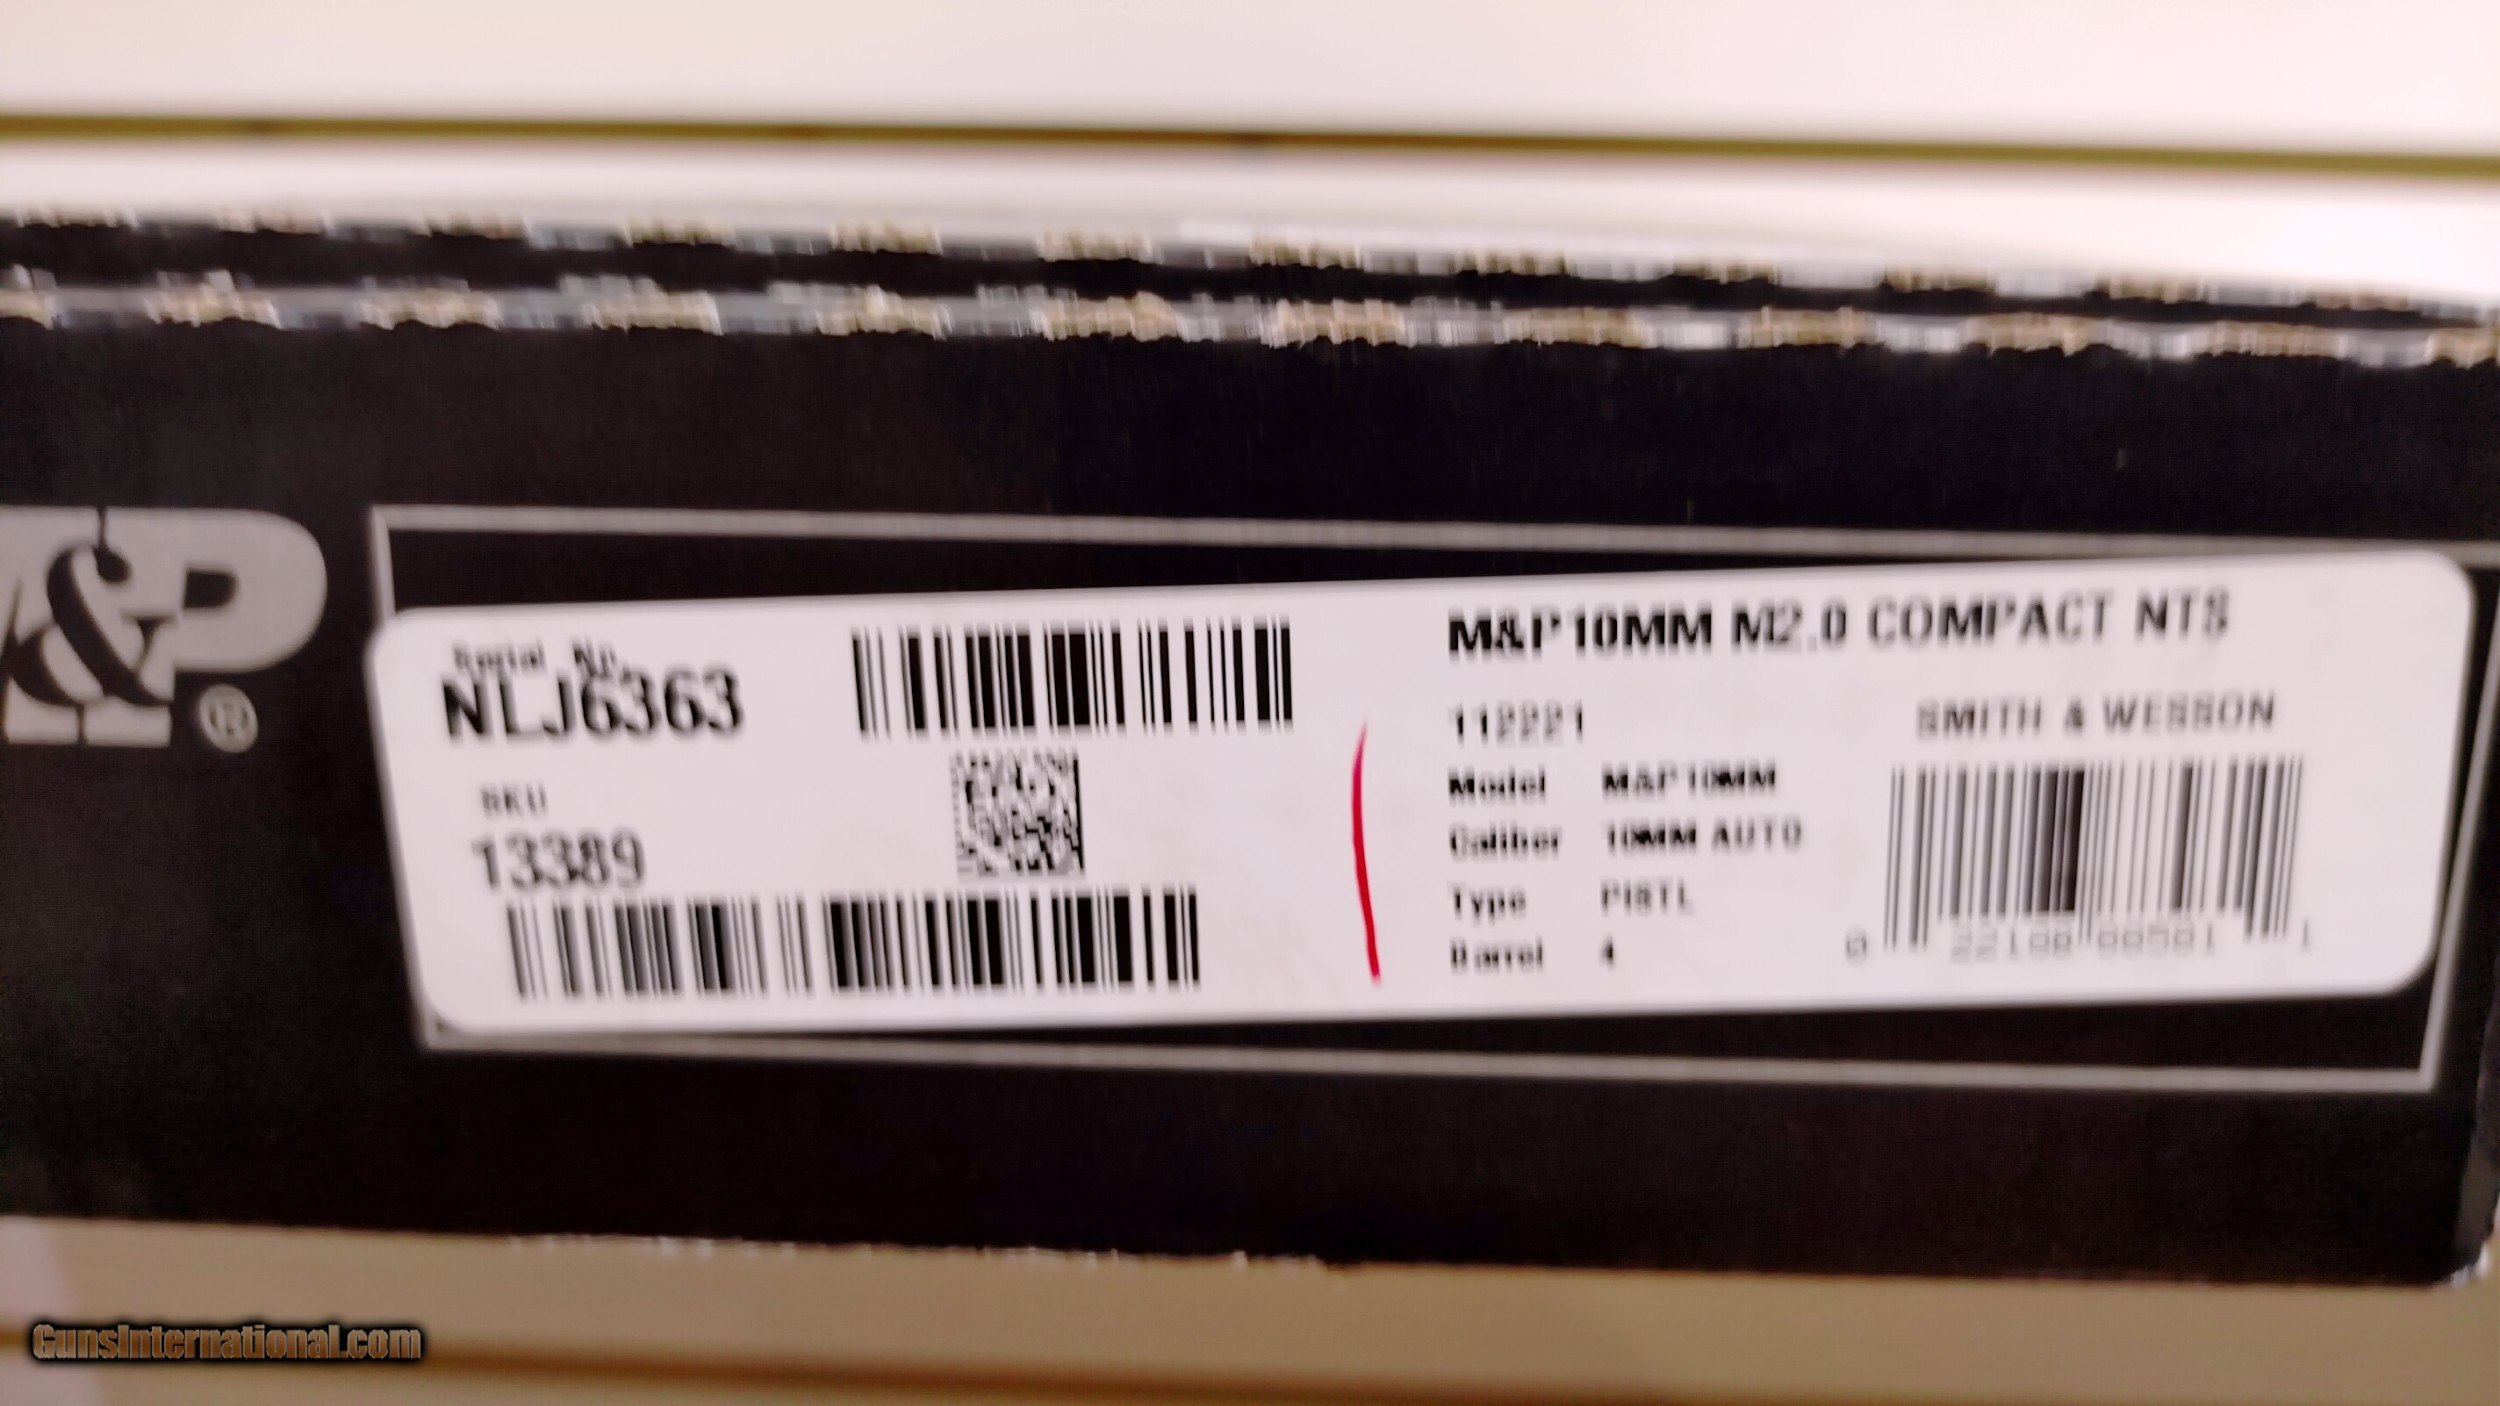 M&P®
Serial No.
NLJ6363
SKU
13389
M&P10MM M2.0 COMPACT NTS
112221
SMITH & WESSON
Model M&P10MM
Caliber 10MM AUTO
Type PISTL
Barrel 4
GunsInternational.com